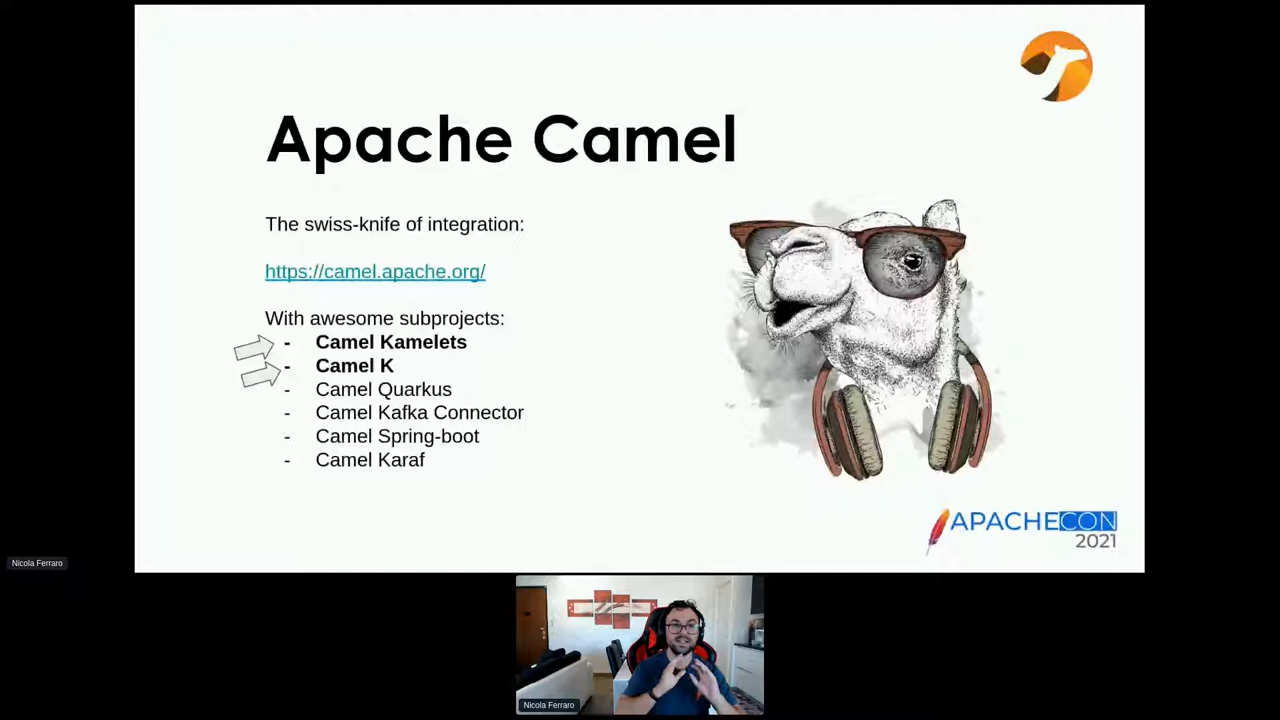 Apache Camel
The swiss-knife of integration:
https://camel.apache.org/
With awesome subprojects:
- Camel Kamelets
- Camel K
- Camel Quarkus
- Camel Kafka Connector
- Camel Spring-boot
- Camel Karaf
APACHECON
2021
Nicola Ferraro
Nicola Ferraro